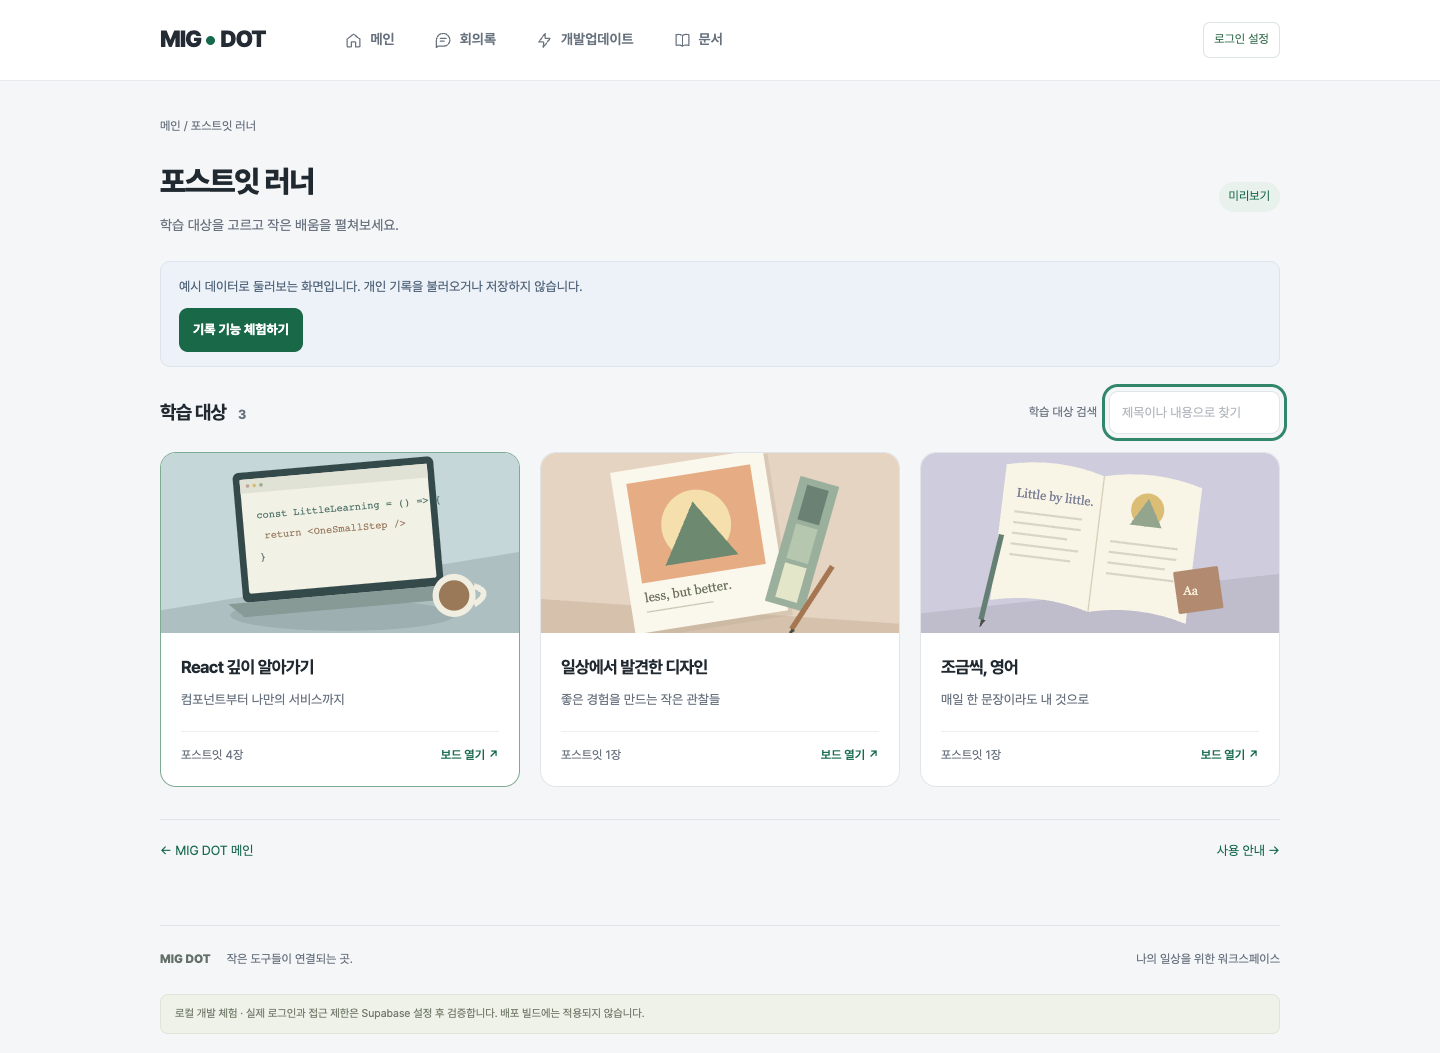 MIG DOT
메인
회의록
개발업데이트
문서
로그인 설정
메인 / 포스트잇 러너
포스트잇 러너
미리보기
학습 대상을 고르고 작은 배움을 펼쳐보세요.
예시 데이터로 둘러보는 화면입니다. 개인 기록을 불러오거나 저장하지 않습니다.
기록 기능 체험하기
학습 대상 3
학습 대상 검색
제목이나 내용으로 찾기
const LittleLearning = () => {
return <OneSmallStep />
}
less, but better.
Little by little.
Aa
React 깊이 알아가기
컴포넌트부터 나만의 서비스까지
포스트잇 4장
보드 열기 ↗
일상에서 발견한 디자인
좋은 경험을 만드는 작은 관찰들
포스트잇 1장
보드 열기 ↗
조금씩, 영어
매일 한 문장이라도 내 것으로
포스트잇 1장
보드 열기 ↗
← MIG DOT 메인
사용 안내 →
MIG DOT 작은 도구들이 연결되는 곳.
나의 일상을 위한 워크스페이스
로컬 개발 체험 · 실제 로그인과 접근 제한은 Supabase 설정 후 검증합니다. 배포 빌드에는 적용되지 않습니다.